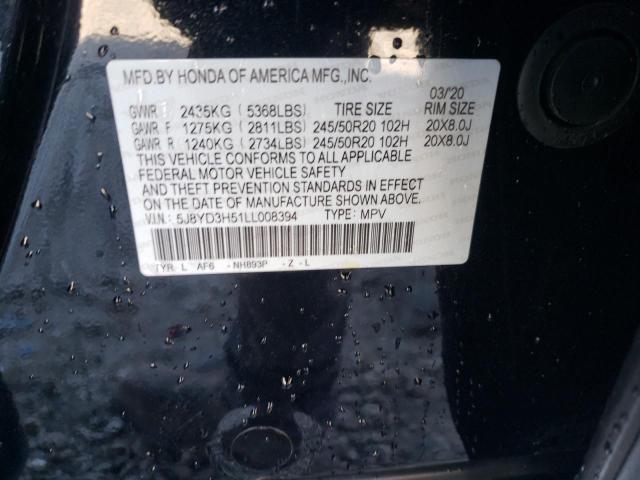 MFD.BY HONDA OF AMERICA MFG.,INC.
03/20
GVWR 2435KG ( 5368LBS) TIRE SIZE RIM SIZE
GAWR F 1275KG ( 2811LBS) 245/50R20 102H 20X8.0J
GAWR R 1240KG ( 2734LBS) 245/50R20 102H 20X8.0J
THIS VEHICLE CONFORMS TO ALL APPLICABLE
FEDERAL MOTOR VEHICLE SAFETY
AND THEFT PREVENTION STANDARDS IN EFFECT
ON THE DATE OF MANUFACTURE SHOWN ABOVE.
V.I.N.: 5J8YD3H51LL008394 TYPE: MPV
TYR L AF6 -NH893P -Z -L